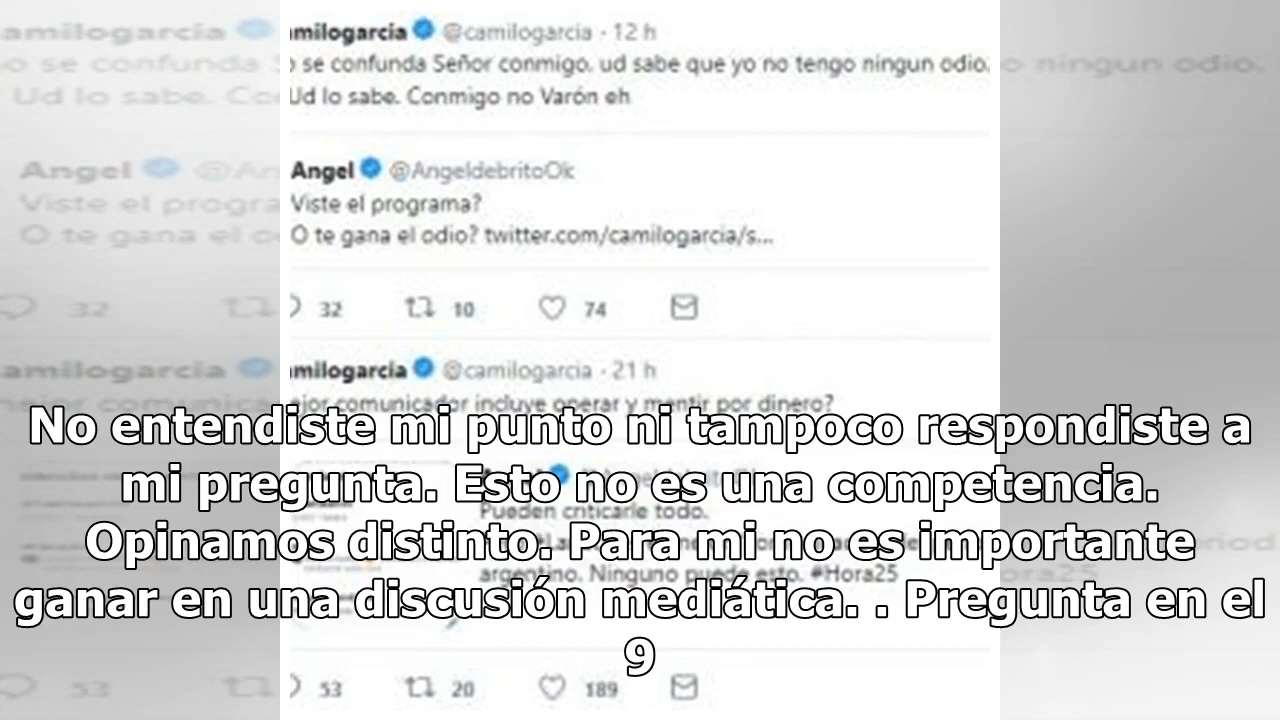 milogarcia @camilogarcia · 12 h
se confunda Señor conmigo, ud sabe que yo no tengo ningun odio.
Ud lo sabe. Conmigo no Varón eh
Angel @AngeldebritoOk
Viste el programa?
O te gana el odio? twitter.com/camilogarcia/s...
32 10 74
milogarcia @camilogarcia · 21 h
jor comunicador incluye operar y mentir por dinero?
Pueden criticarle todo.
argentino. Ninguno puede esto. #Hora25
No entendiste mi punto ni tampoco respondiste a
mi pregunta. Esto no es una competencia.
Opinamos distinto. Para mi no es importante
ganar en una discusión mediática. . Pregunta en el
9
53 20 189